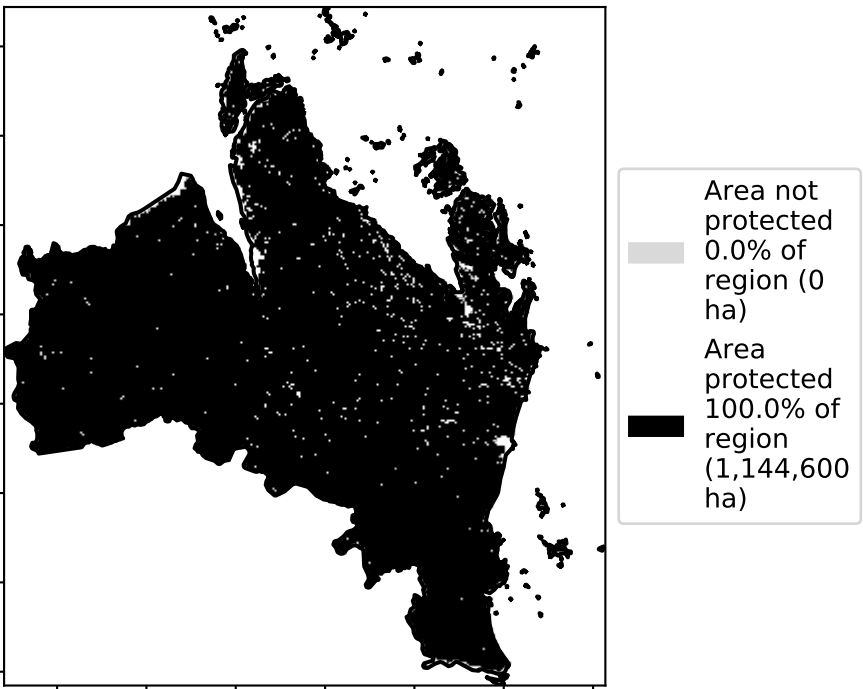 Area not
protected
0.0% of
region (0
ha)
Area
protected
100.0% of
region
(1,144,600
ha)